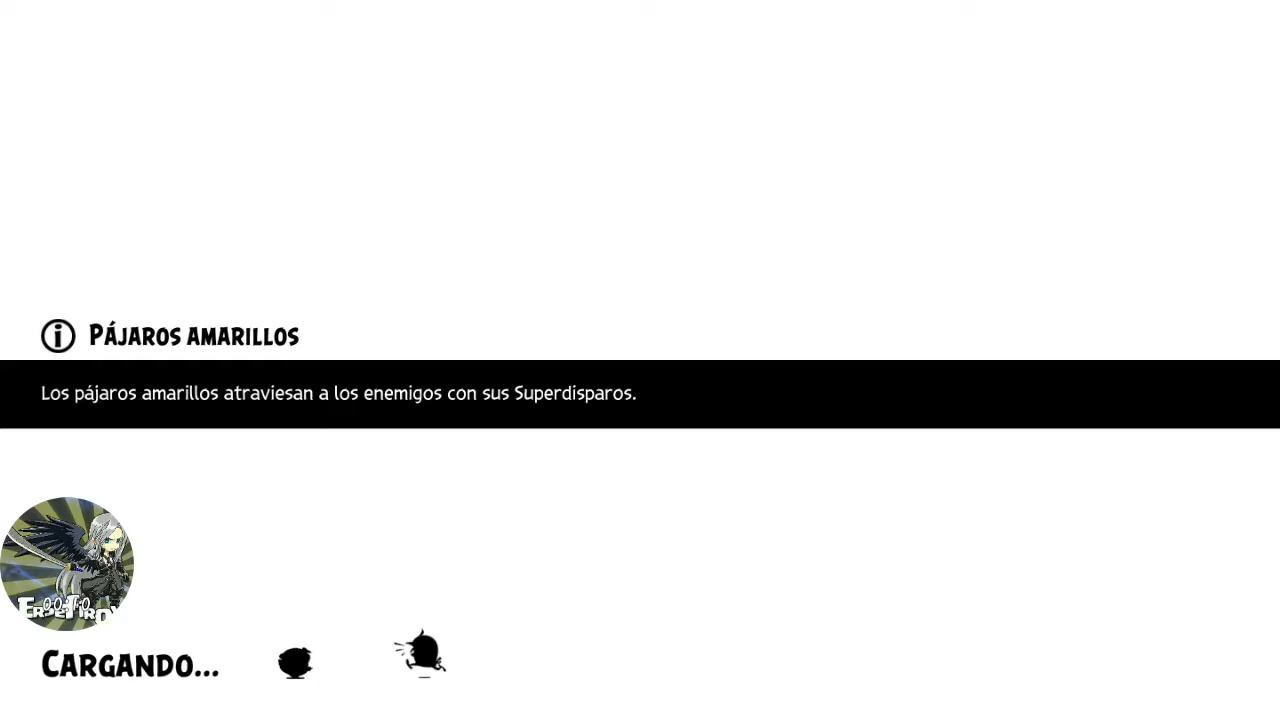 PÁJAROS AMARILLOS
Los pájaros amarillos atraviesan a los enemigos con sus Superdisparos.
CARGANDO...